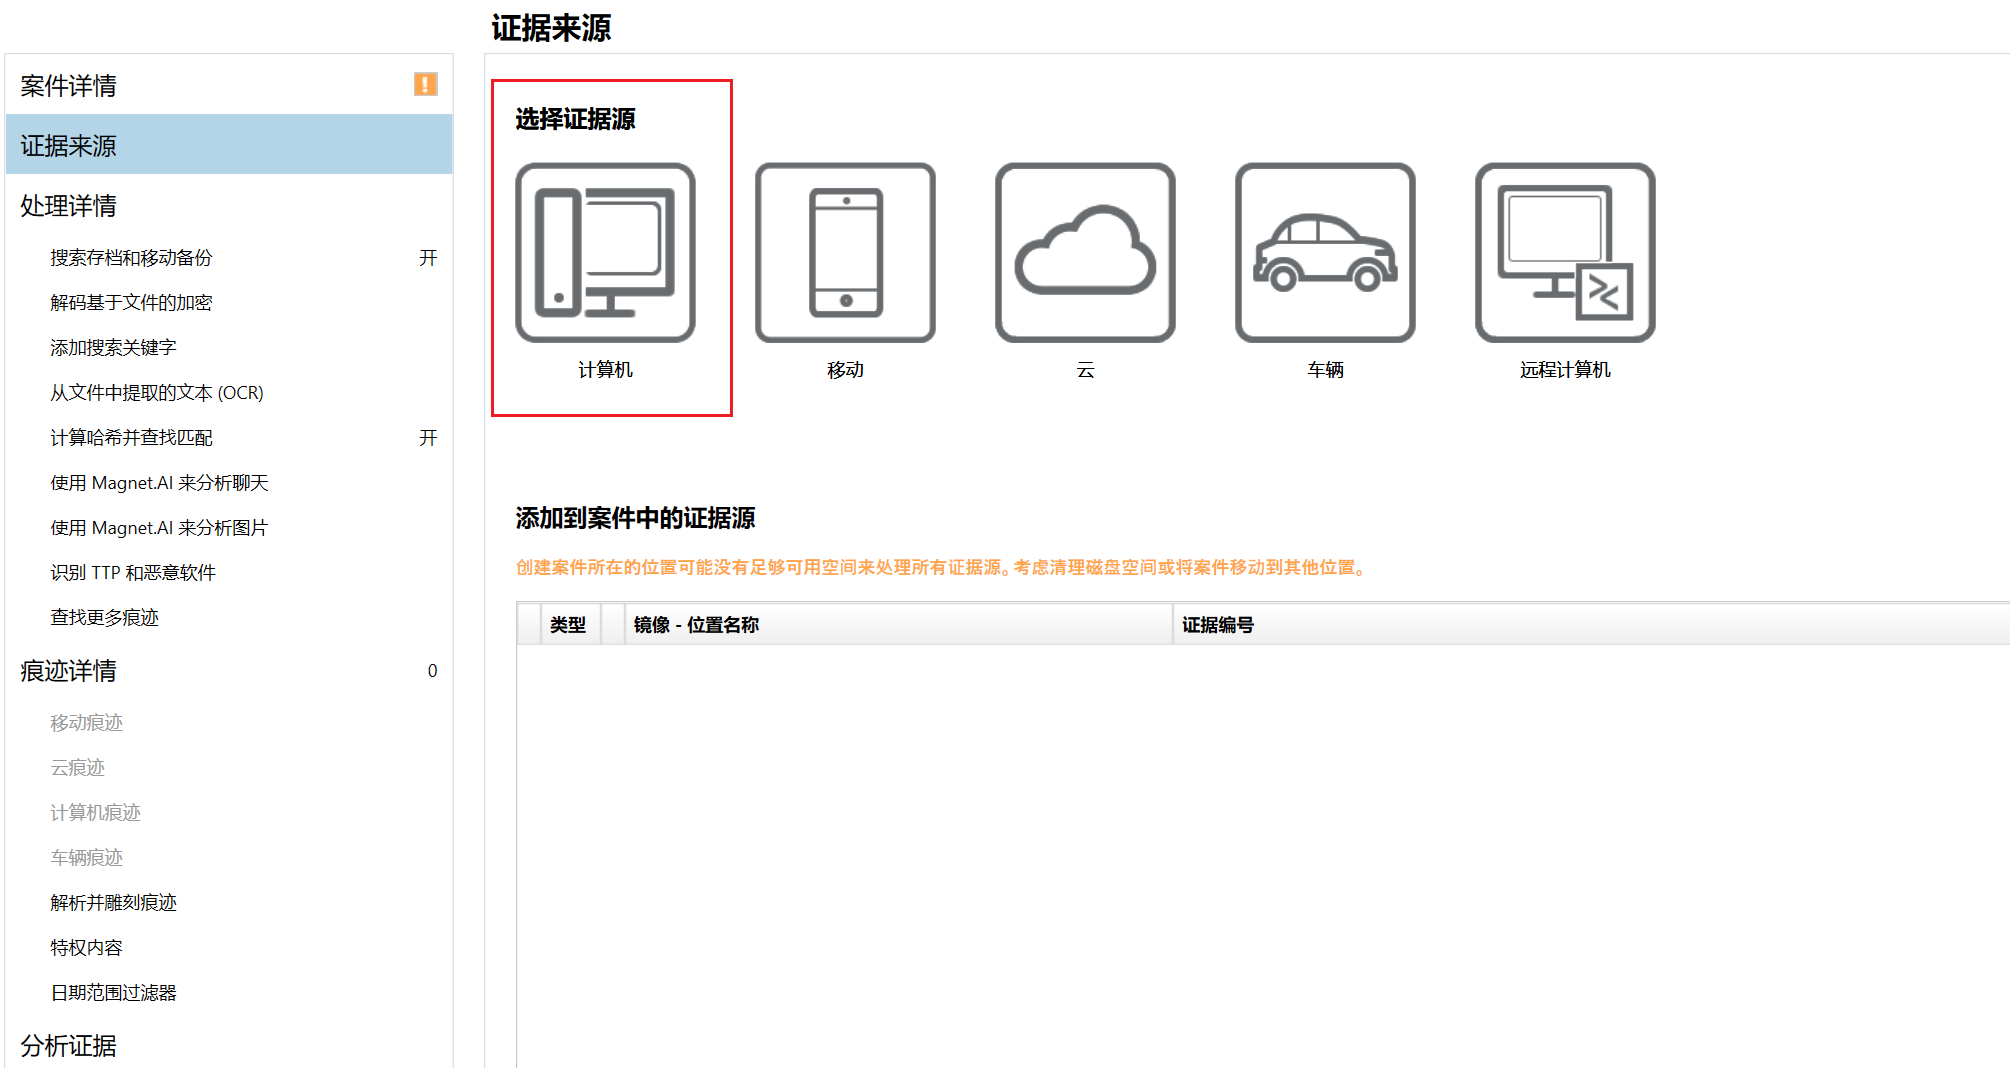 证据来源
案件详情
证据来源
处理详情
搜索存档和移动备份 开
解码基于文件的加密
添加搜索关键字
从文件中提取的文本 (OCR)
计算哈希并查找匹配 开
使用 Magnet.AI 来分析聊天
使用 Magnet.AI 来分析图片
识别 TTP 和恶意软件
查找更多痕迹
痕迹详情 0
移动痕迹
云痕迹
计算机痕迹
车辆痕迹
解析并雕刻痕迹
特权内容
日期范围过滤器
分析证据
选择证据源
计算机 移动 云 车辆 远程计算机
添加到案件中的证据源
创建案件所在的位置可能没有足够可用空间来处理所有证据源。考虑清理磁盘空间或将案件移动到其他位置。
类型 镜像 - 位置名称 证据编号